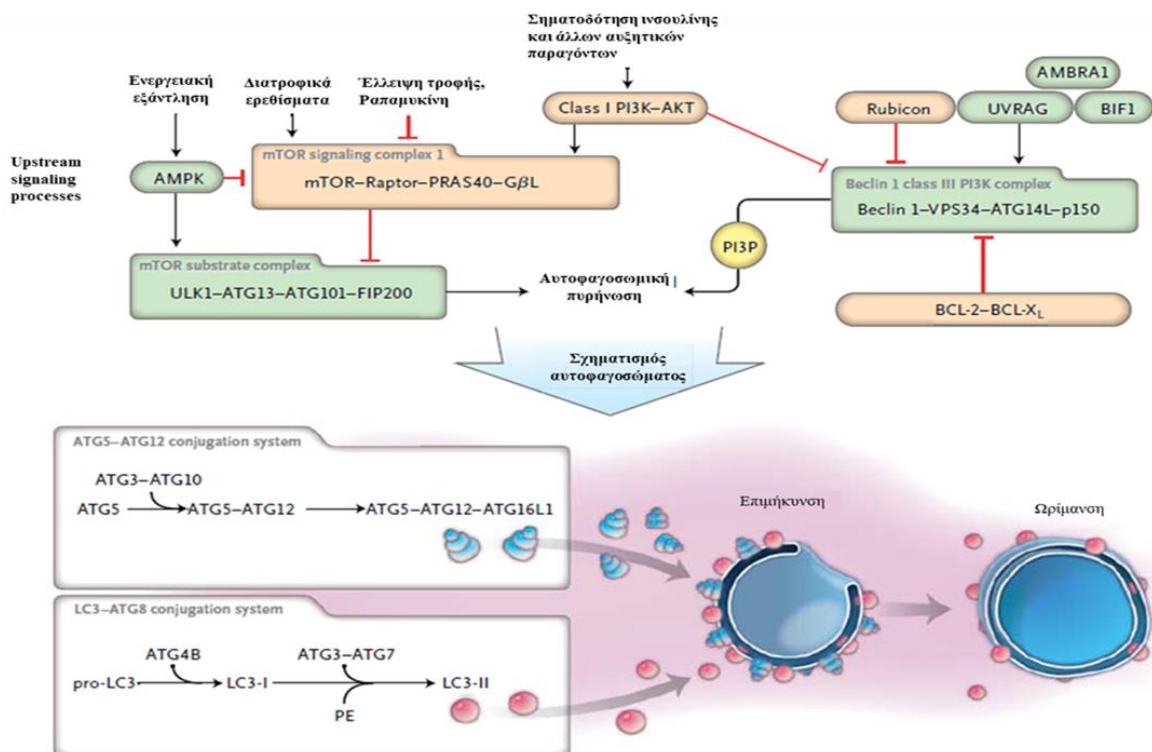 Σηματοδότηση ινσουλίνης
και άλλων αυξητικών
παραγόντων
Ενεργειακή
εξάντληση
Διατροφικά
ερεθίσματα
Έλλειψη τροφής,
Ραπαμυκίνη
Class I PI3K–AKT
AMBRA1
Rubicon
UVRAG
BIF1
Upstream
signaling
processes
AMPK
mTOR signaling complex 1
mTOR–Raptor–PRAS40–GβL
Beclin 1 class III PI3K complex
Beclin 1–VPS34–ATG14L–p150
PI3P
mTOR substrate complex
ULK1–ATG13–ATG101–FIP200
Αυτοφαγοσωμική
πυρήνωση
BCL-2–BCL-XL
Σχηματισμός
αυτοφαγοσώματος
ATG5–ATG12 conjugation system
ATG3–ATG10
ATG5
ATG5–ATG12
ATG5–ATG12–ATG16L1
Επιμήκυνση
Ωρίμανση
LC3–ATG8 conjugation system
ATG4B
ATG3–ATG7
pro-LC3
LC3-I
LC3-II
PE